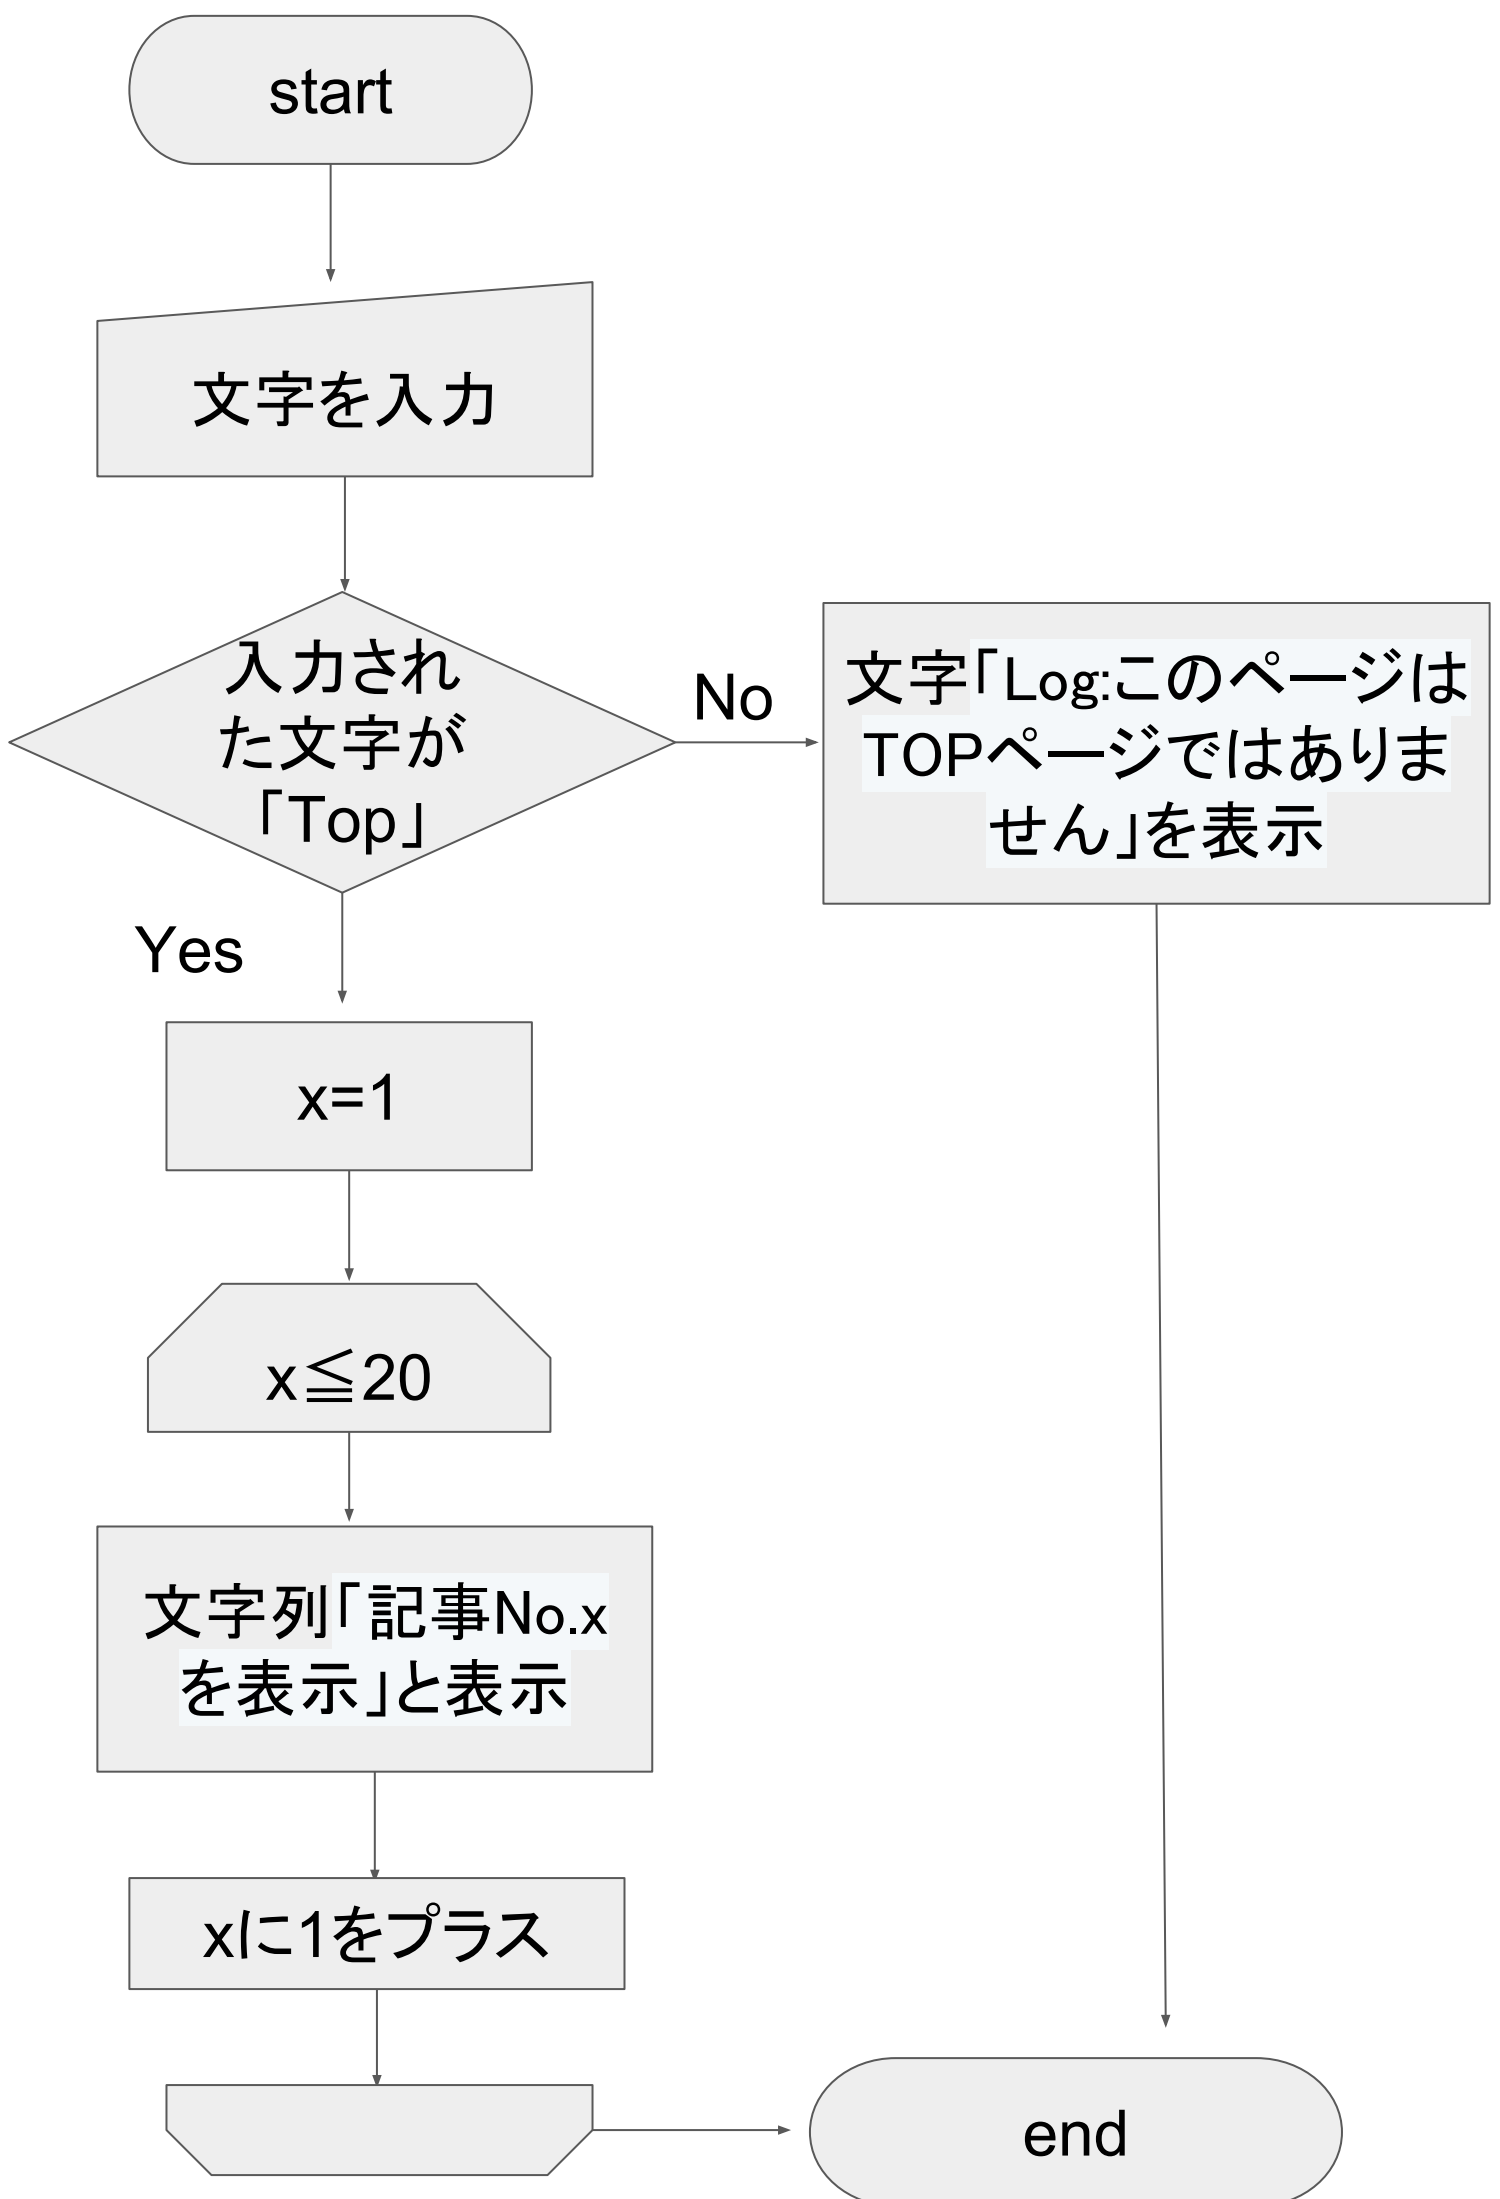 start
文字を入力
入力され
た文字が
「Top」
No
文字「Log:このページは
TOPページではありま
せん」を表示
Yes
x=1
x≦20
文字列「記事No.x
を表示」と表示
xに1をプラス
end